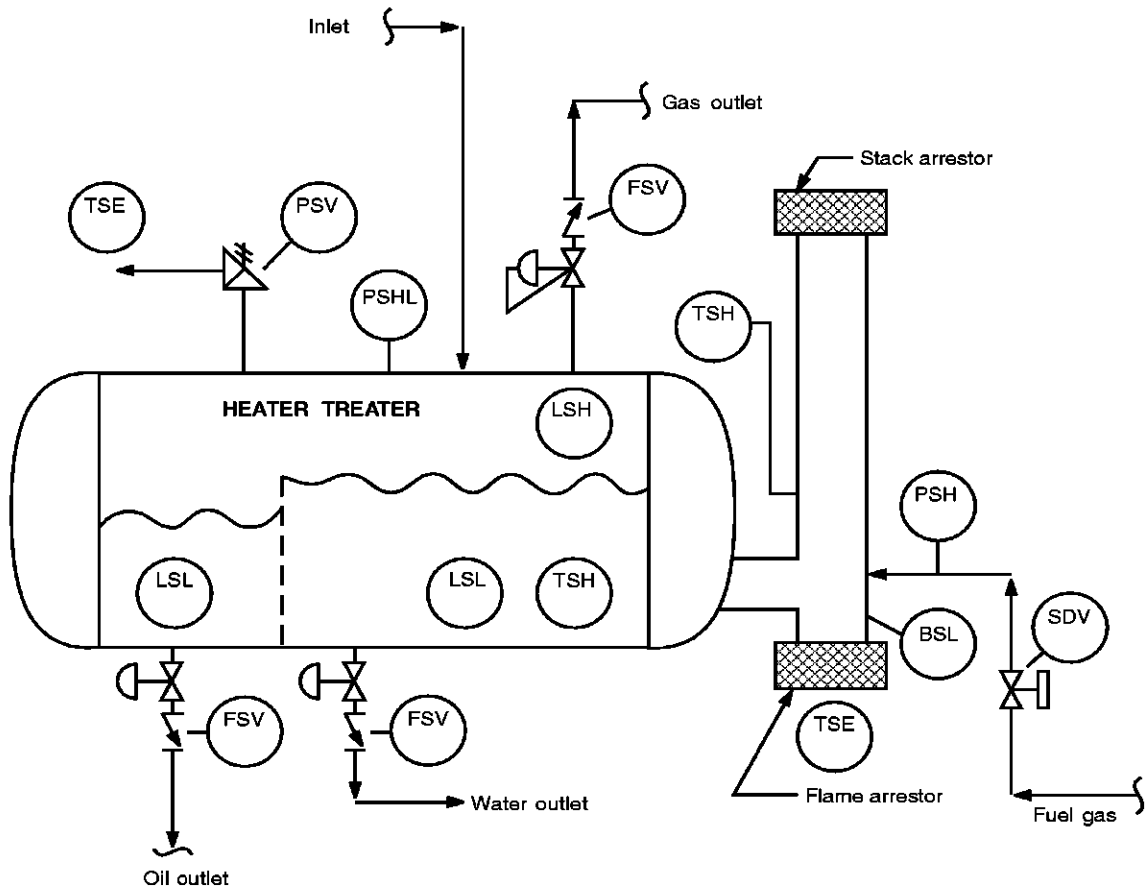 Inlet
Gas outlet
Stack arrestor
TSE
PSV
FSV
PSHL
TSH
HEATER TREATER
LSH
PSH
LSL
LSL
TSH
BSL
SDV
FSV
FSV
TSE
Water outlet
Flame arrestor
Fuel gas
Oil outlet